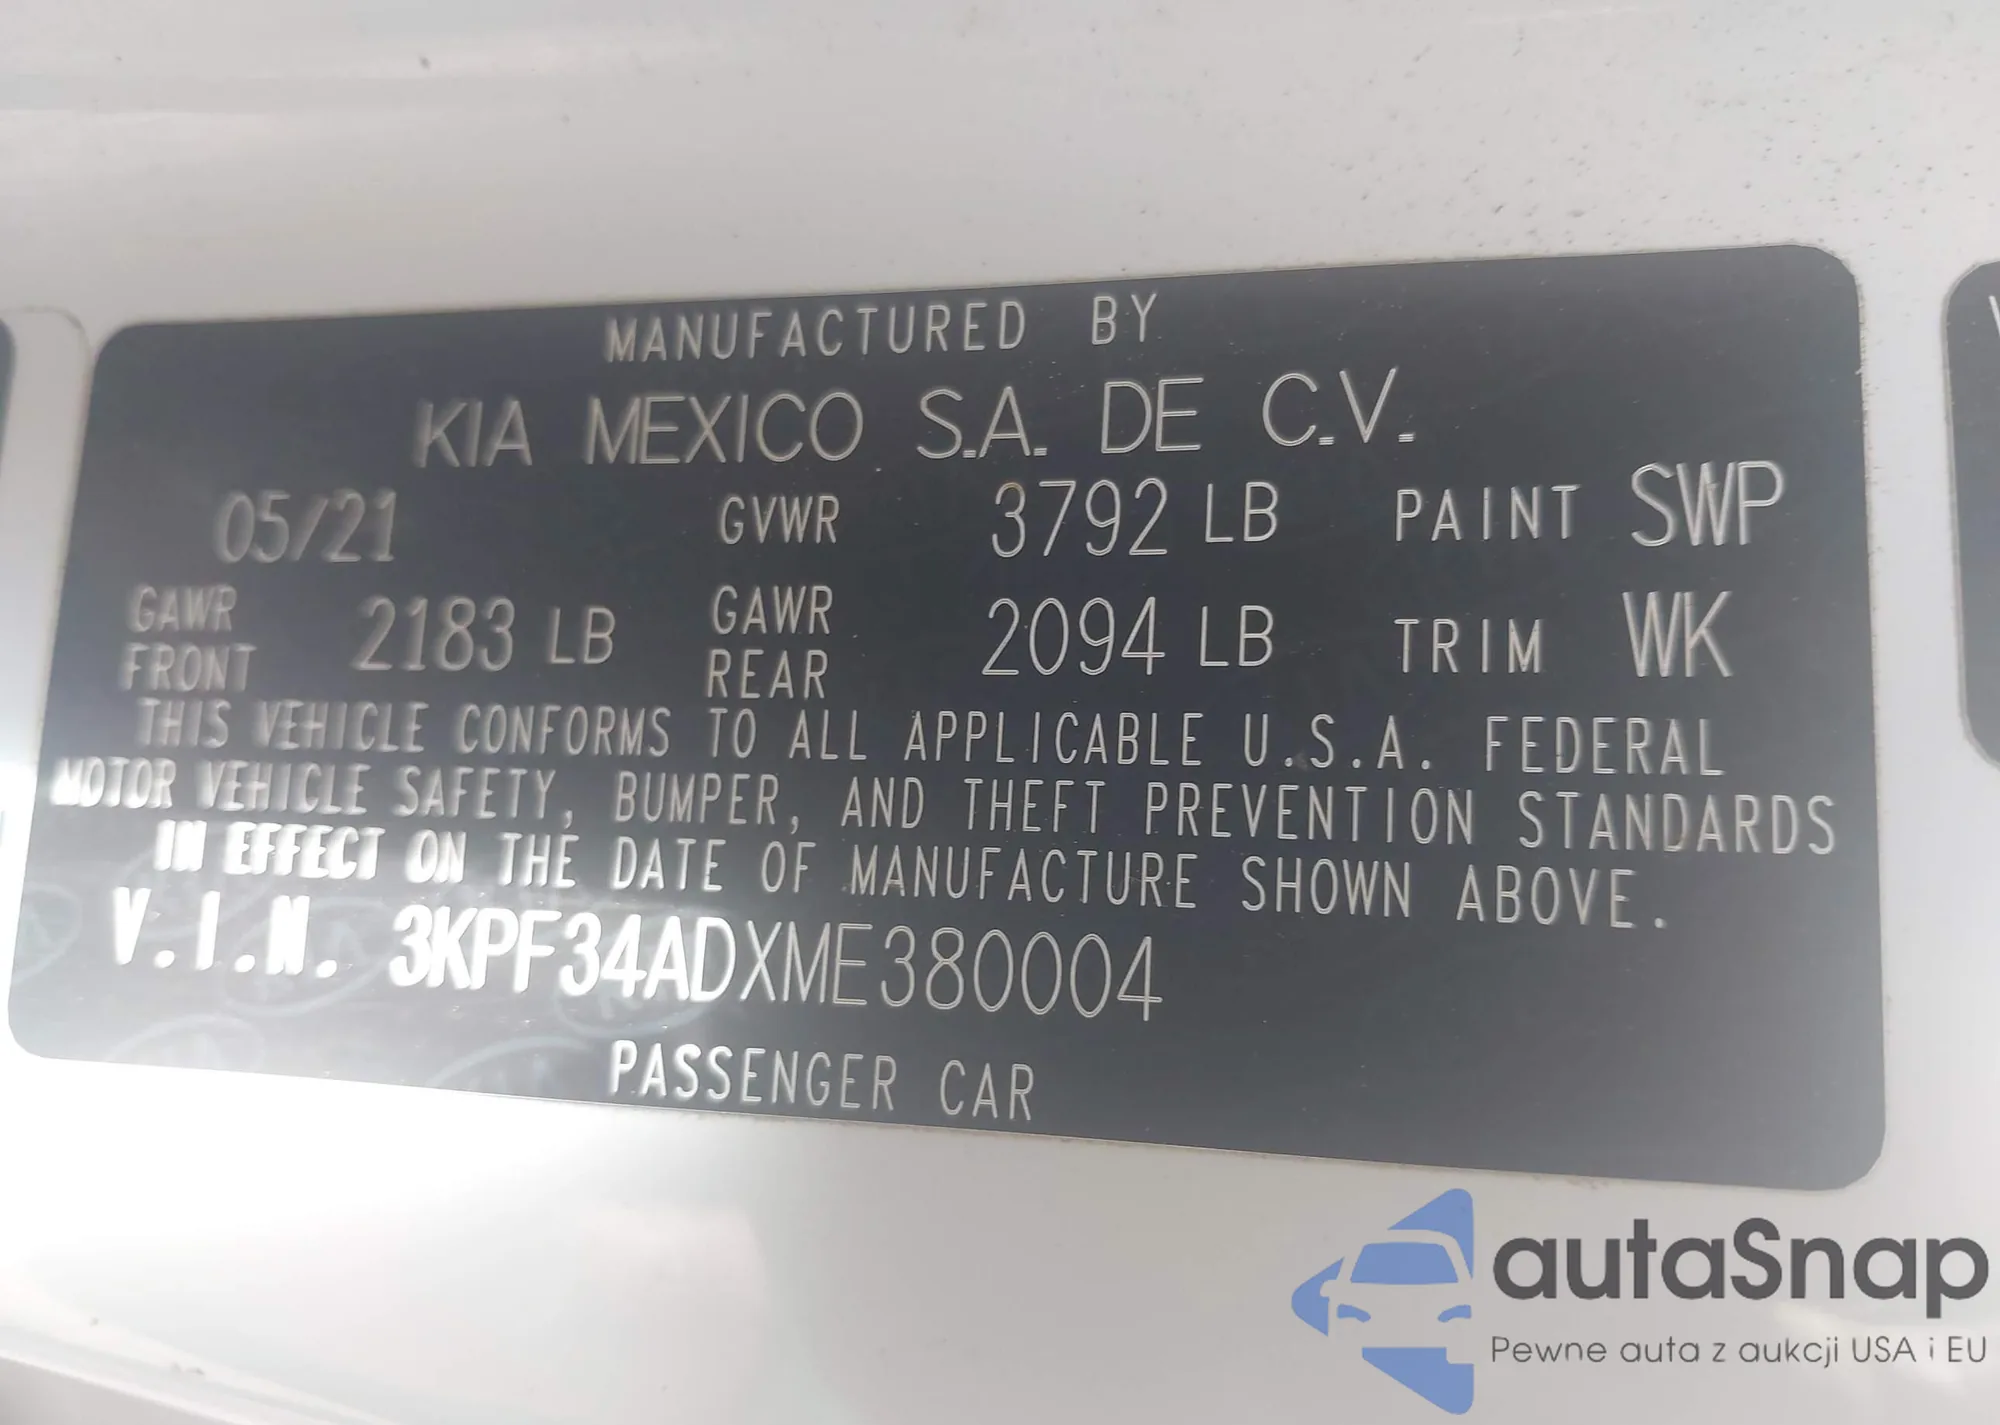 MANUFACTURED BY
KIA MEXICO S.A. DE C.V.
05/21 GVWR 3792 LB PAINT SWP
GAWR FRONT 2183 LB GAWR REAR 2094 LB TRIM WK
THIS VEHICLE CONFORMS TO ALL APPLICABLE U.S.A. FEDERAL
MOTOR VEHICLE SAFETY, BUMPER, AND THEFT PREVENTION STANDARDS
IN EFFECT ON THE DATE OF MANUFACTURE SHOWN ABOVE.
V.I.N. 3KPF34ADXME380004
PASSENGER CAR
autaSnap
Pewne auta z aukcji USA i EU